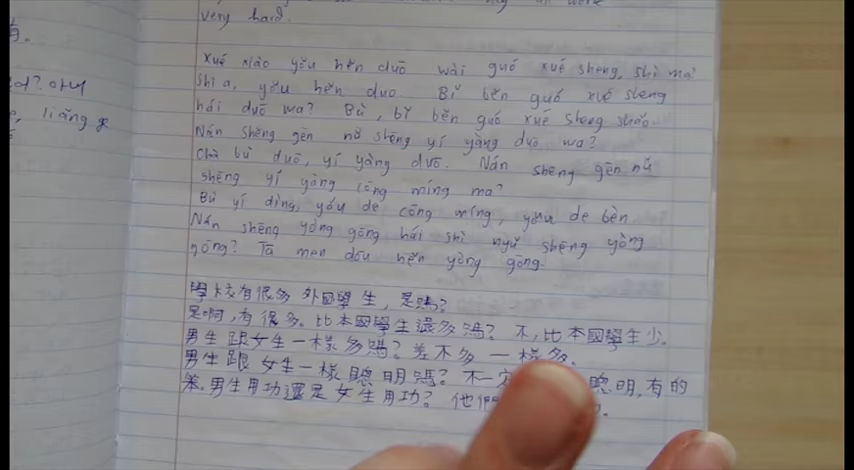 very hard.
有。
xué xiào yǒu hěn duō wài guó xué sheng, shì ma?
shì a, yǒu hěn duō. Bǐ běn guó xué sheng
hái duō ma? Bù, bǐ běn guó xué sheng shǎo.
Nán shēng gēn nǚ shēng yí yàng duō ma?
Chà bù duō, yí yàng duō. Nán shēng gēn nǚ
shēng yí yàng cōng míng ma?
Bù yí dìng, yǒu de cōng míng, yǒu de bèn
Nán shēng yòng gōng hái shì nyǔ shēng yòng
gōng? Tā men dōu hěn yòng gōng.
學校有很多外國學生, 是嗎?
是啊, 有很多。比本國學生還多嗎? 不, 比本國學生少.
男生跟女生一樣多嗎? 差不多 一樣多.
男生跟 女生一樣聰明嗎? 不一定 聰明, 有的
笨. 男生用功還是女生用功? 他們